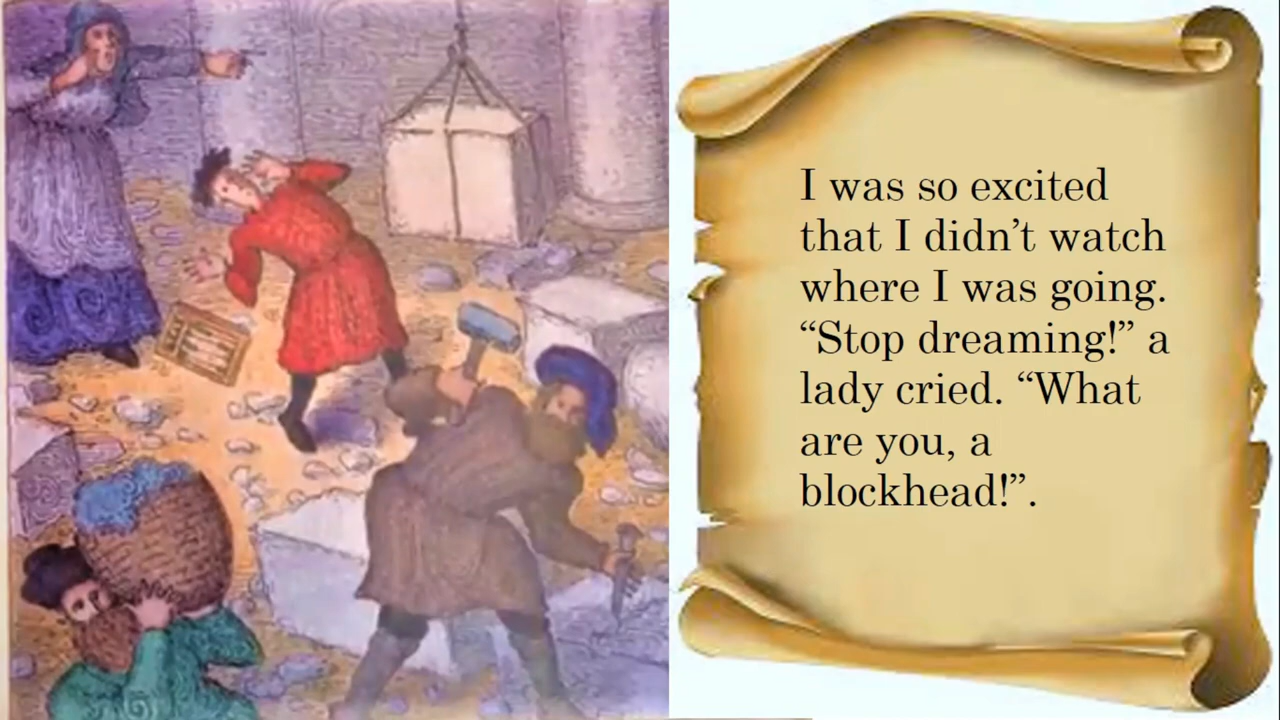 I was so excited
that I didn’t watch
where I was going.
“Stop dreaming!” a
lady cried. “What
are you, a
blockhead!”.